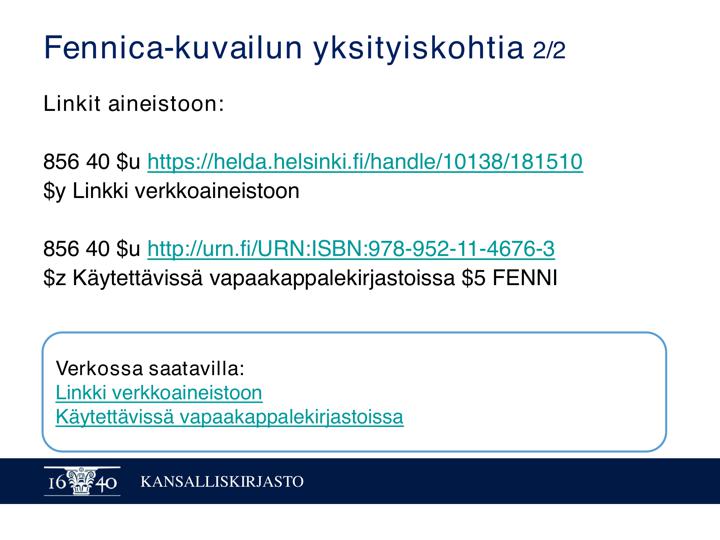 Fennica-kuvailun yksityiskohtia 2/2
Linkit aineistoon:
856 40 $u https://helda.helsinki.fi/handle/10138/181510
$y Linkki verkkoaineistoon
856 40 $u http://urn.fi/URN:ISBN:978-952-11-4676-3
$z Käytettävissä vapaakappalekirjastoissa $5 FENNI
Verkossa saatavilla:
Linkki verkkoaineistoon
Käytettävissä vapaakappalekirjastoissa
16 40 KANSALLISKIRJASTO